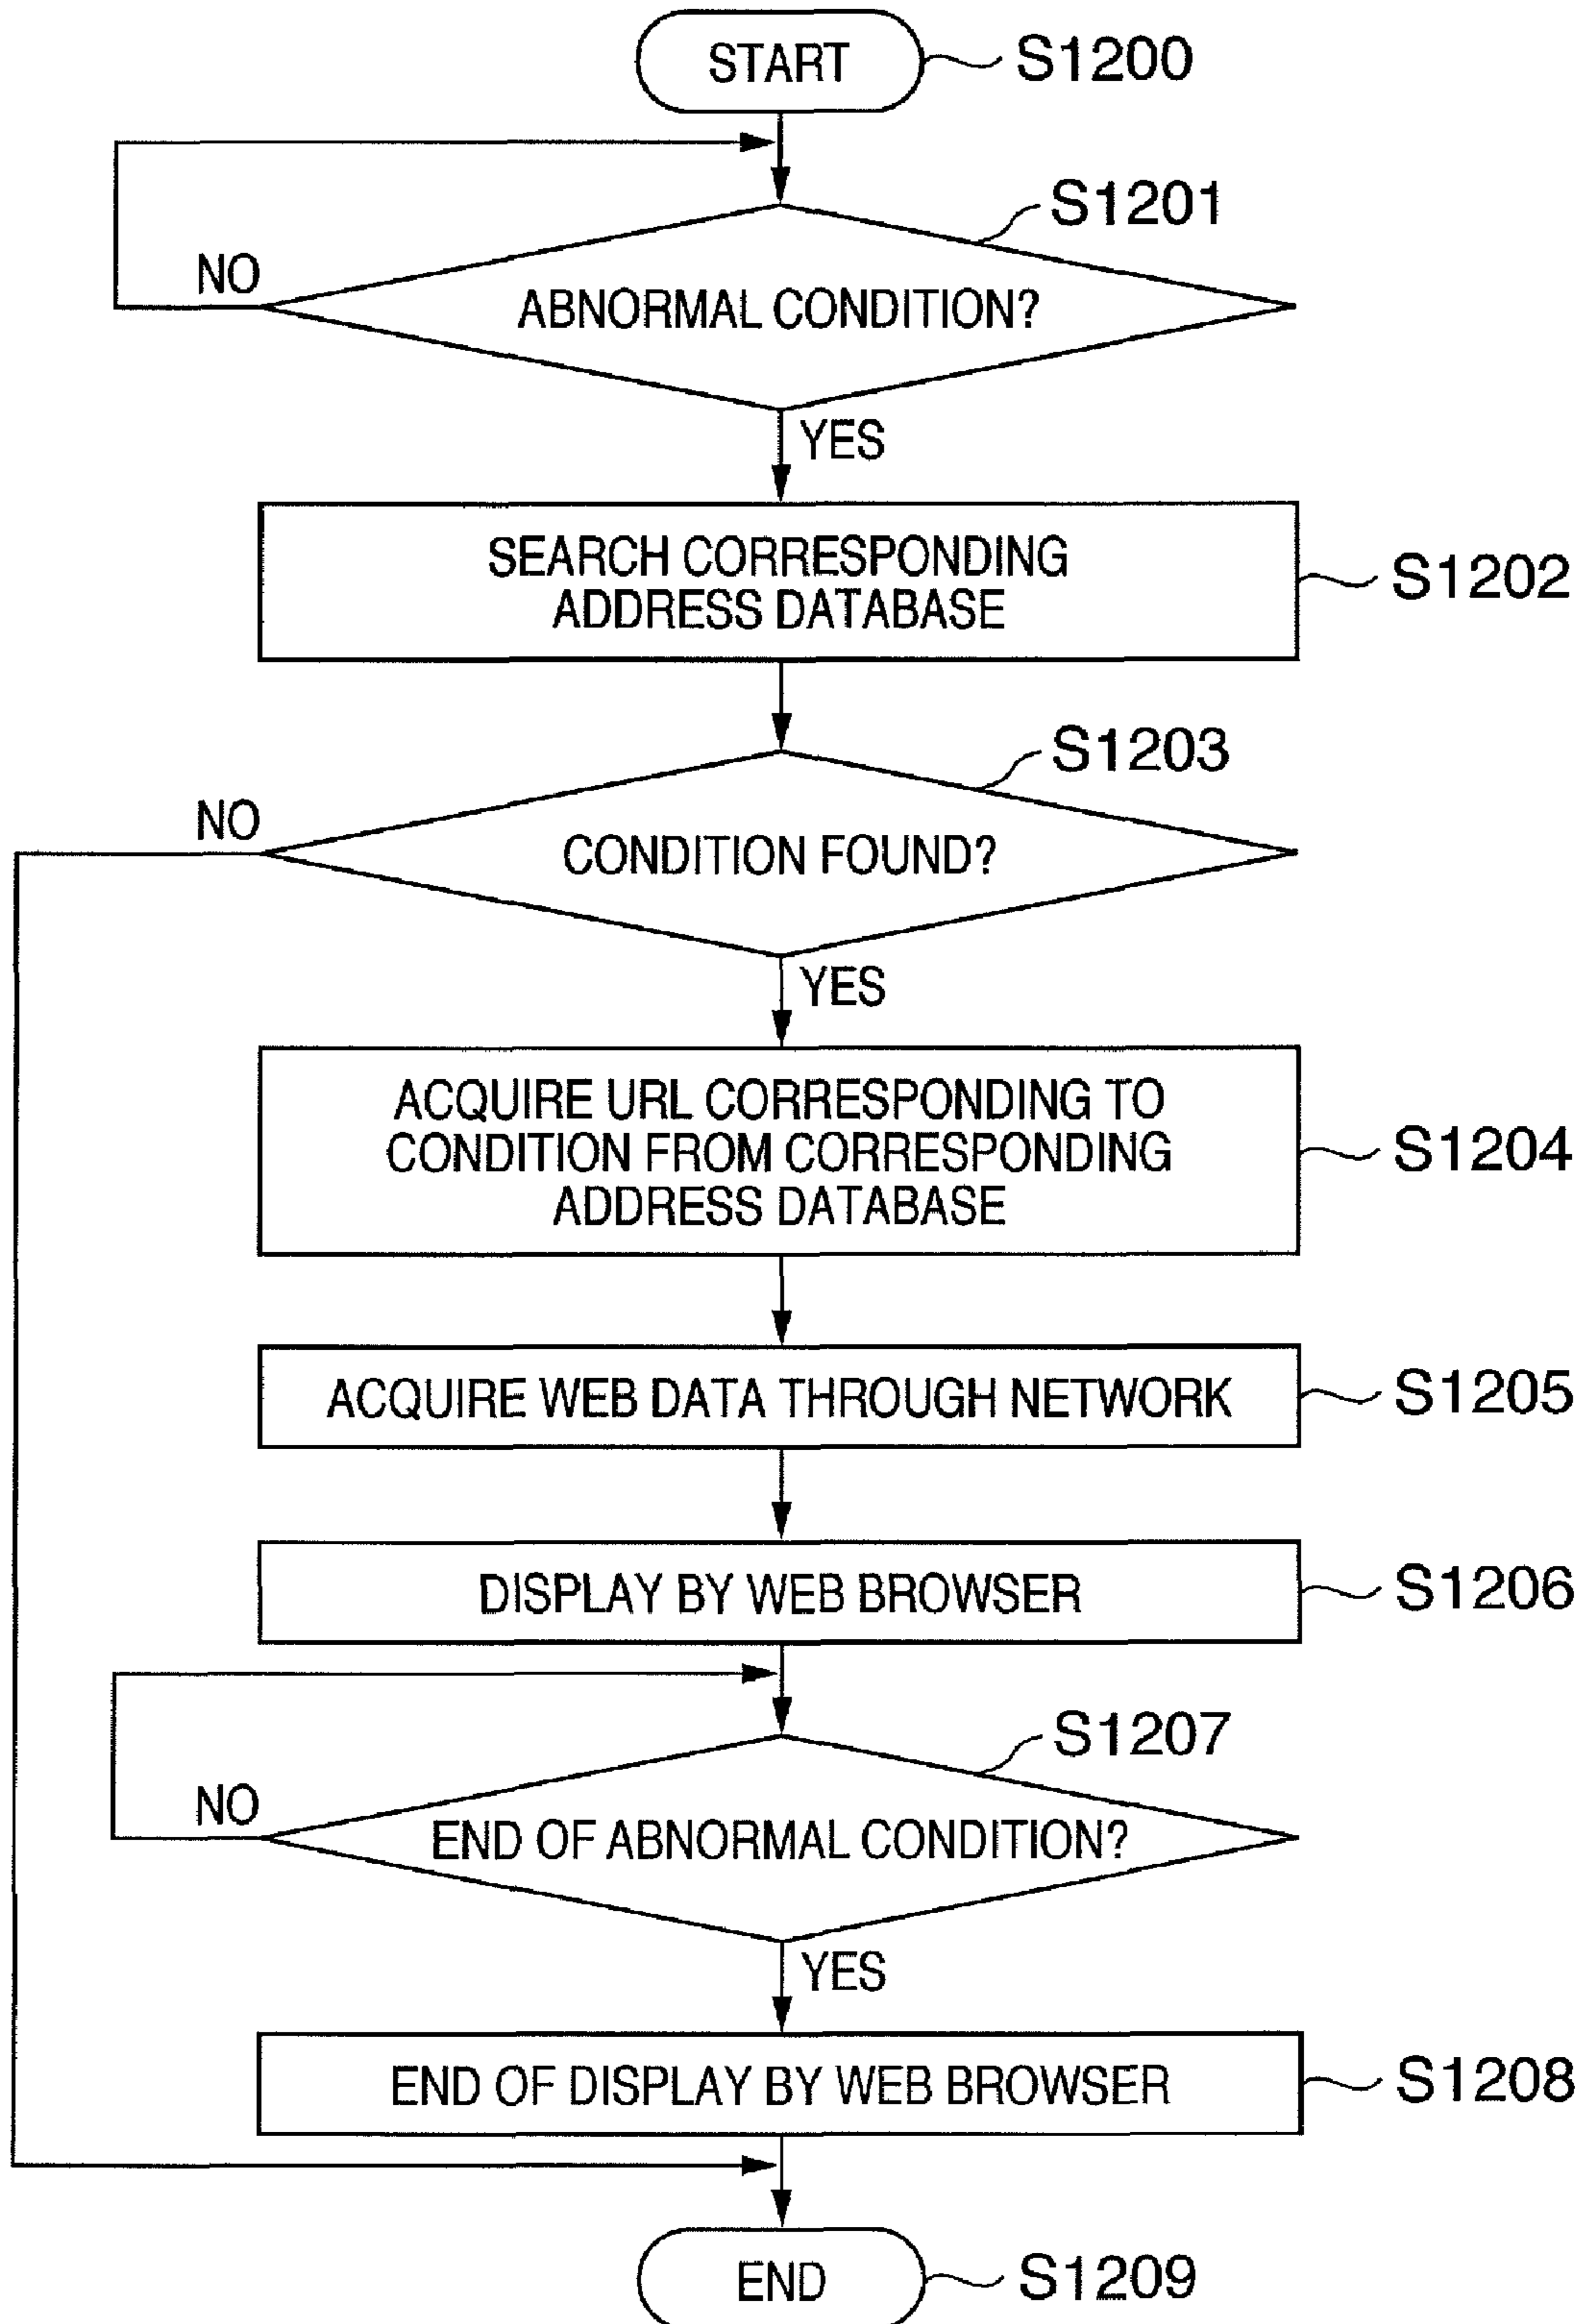 START
S1200
S1201
NO
ABNORMAL CONDITION?
YES
SEARCH CORRESPONDING
ADDRESS DATABASE
S1202
S1203
NO
CONDITION FOUND?
YES
ACQUIRE URL CORRESPONDING TO
CONDITION FROM CORRESPONDING
ADDRESS DATABASE
S1204
ACQUIRE WEB DATA THROUGH NETWORK
S1205
DISPLAY BY WEB BROWSER
S1206
S1207
NO
END OF ABNORMAL CONDITION?
YES
END OF DISPLAY BY WEB BROWSER
S1208
END
S1209